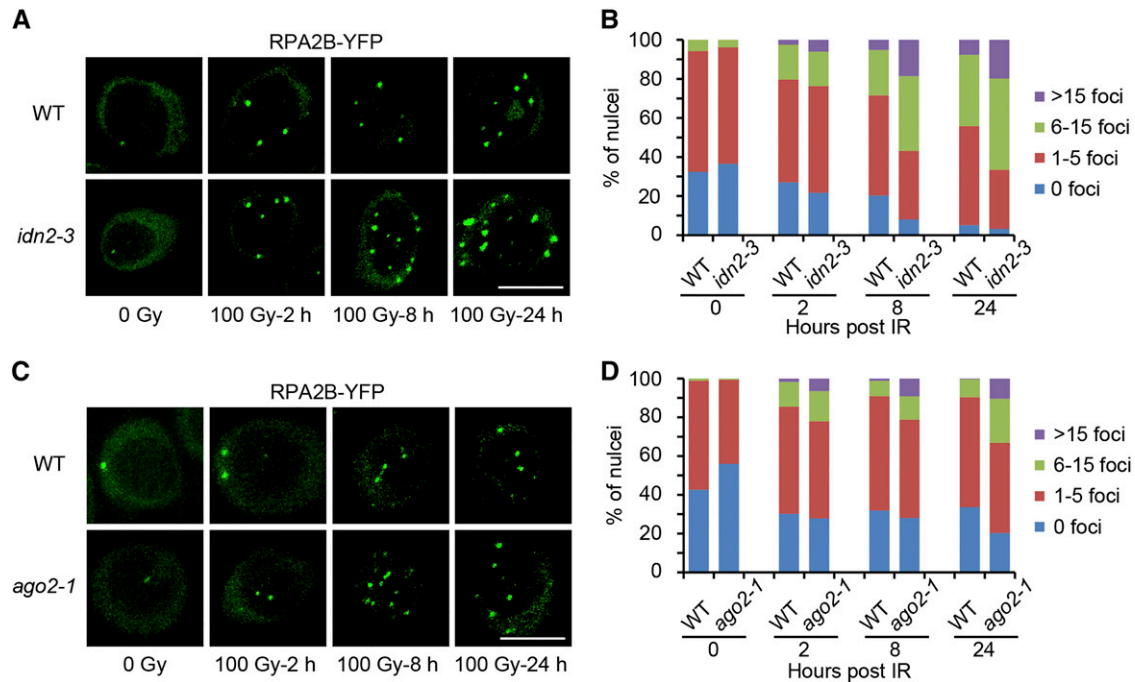 A
RPA2B-YFP
WT
idn2-3
0 Gy
100 Gy-2 h
100 Gy-8 h
100 Gy-24 h
B
% of nulcei
100
80
60
40
20
0
WT
idn2-3
WT
idn2-3
WT
idn2-3
WT
idn2-3
0
2
8
24
Hours post IR
>15 foci
6-15 foci
1-5 foci
0 foci
C
RPA2B-YFP
WT
ago2-1
0 Gy
100 Gy-2 h
100 Gy-8 h
100 Gy-24 h
D
% of nulcei
100
80
60
40
20
0
WT
ago2-1
WT
ago2-1
WT
ago2-1
WT
ago2-1
0
2
8
24
Hours post IR
>15 foci
6-15 foci
1-5 foci
0 foci